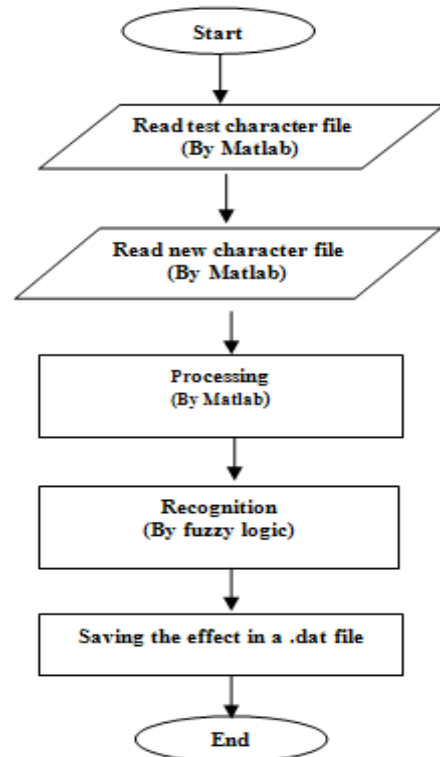 Start
Read test character file
(By Matlab)
Read new character file
(By Matlab)
Processing
(By Matlab)
Recognition
(By fuzzy logic)
Saving the effect in a .dat file
End